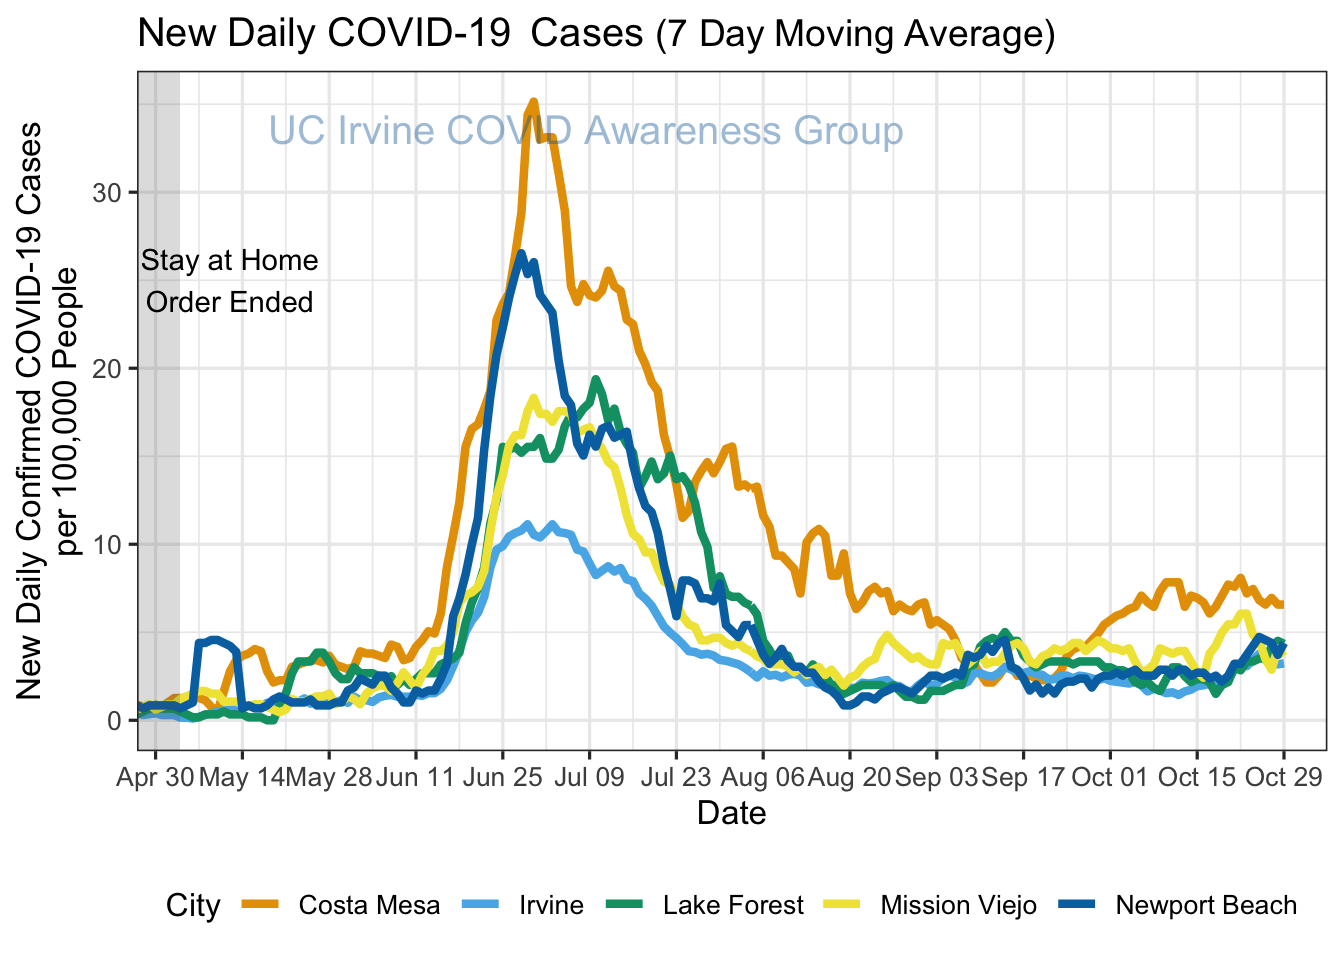 New Daily COVID-19 Cases (7 Day Moving Average)
UC Irvine COVID Awareness Group
Stay at Home
Order Ended
New Daily Confirmed COVID-19 Cases
per 100,000 People
30
20
10
0
Apr 30 May 14 May 28 Jun 11 Jun 25 Jul 09 Jul 23 Aug 06 Aug 20 Sep 03 Sep 17 Oct 01 Oct 15 Oct 29
Date
City Costa Mesa Irvine Lake Forest Mission Viejo Newport Beach